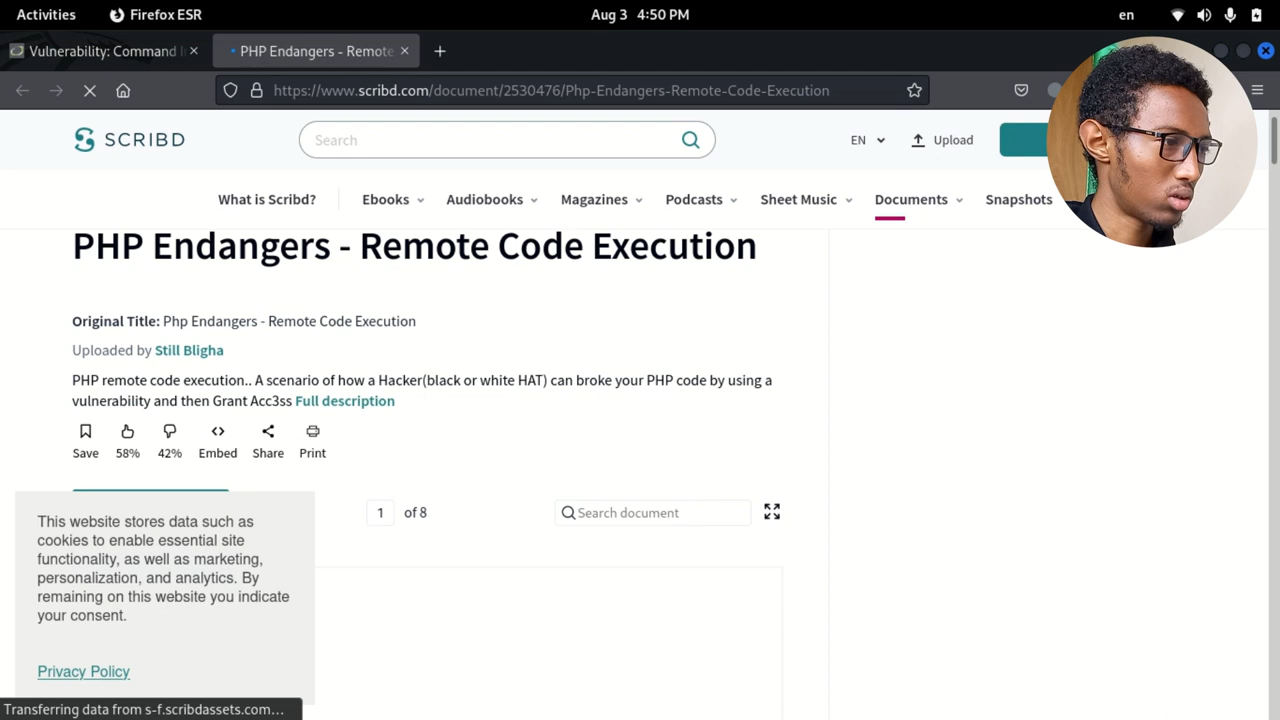 Activities
Firefox ESR
Aug 3 4:50 PM
en
Vulnerability: Command
PHP Endangers - Remote
https://www.scribd.com/document/2530476/Php-Endangers-Remote-Code-Execution
SCRIBD
Search
EN
Upload
What is Scribd?
Ebooks
Audiobooks
Magazines
Podcasts
Sheet Music
Documents
Snapshots
PHP Endangers - Remote Code Execution
Original Title: Php Endangers - Remote Code Execution
Uploaded by Still Bligha
PHP remote code execution.. A scenario of how a Hacker(black or white HAT) can broke your PHP code by using a
vulnerability and then Grant Acc3ss Full description
Save
58%
42%
Embed
Share
Print
1 of 8
Search document
This website stores data such as
cookies to enable essential site
functionality, as well as marketing,
personalization, and analytics. By
remaining on this website you indicate
your consent.
Privacy Policy
Transferring data from s-f.scribdassets.com…